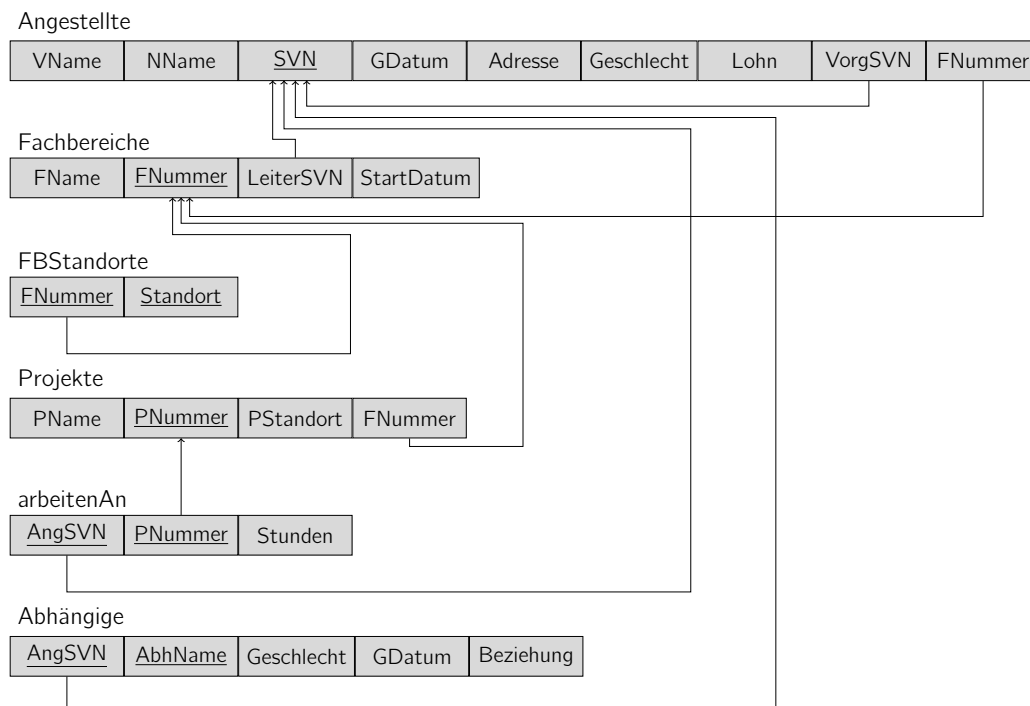 Angestellte
VName NName SVN GDatum Adresse Geschlecht Lohn VorgSVN FNummer
Fachbereiche
FName FNummer LeiterSVN StartDatum
FBStandorte
FNummer Standort
Projekte
PName PNummer PStandort FNummer
arbeitenAn
AngSVN PNummer Stunden
Abhängige
AngSVN AbhName Geschlecht GDatum Beziehung